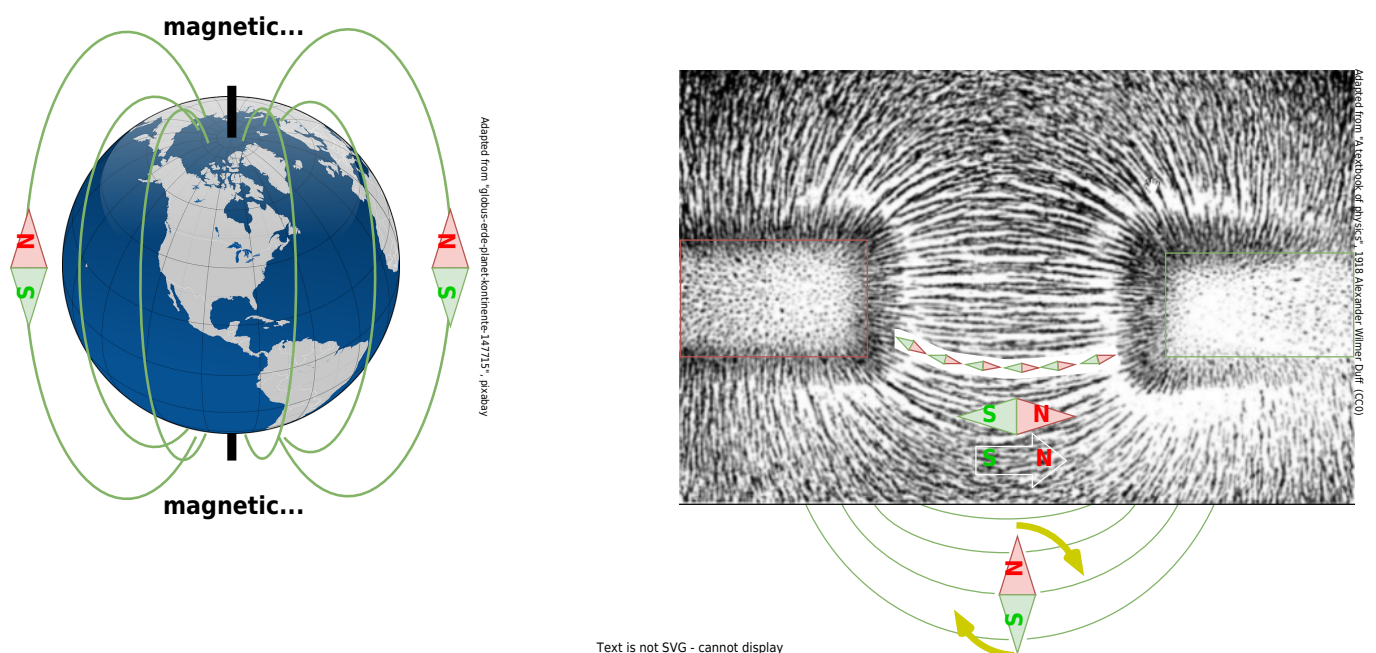 magnetic...
N
S
N
S
magnetic...
Adapted from "globus-erde-planet-kontinente-147715", pixabay
Adapted from "A textbook of physics", 1918 Alexander Wilmer Duff (CC0)
S N
S N
N
S
Text is not SVG - cannot display